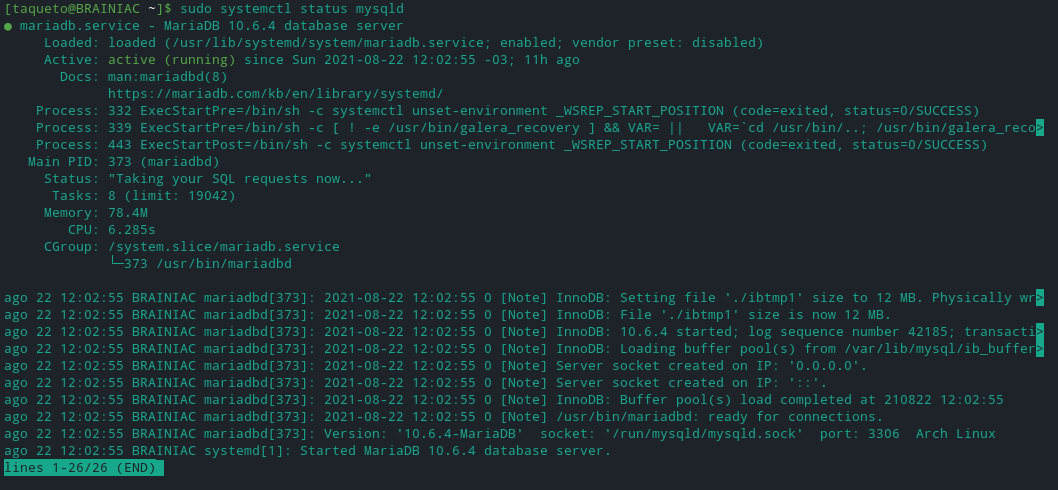 [taqueto@BRAINIAC ~]$ sudo systemctl status mysqld
● mariadb.service - MariaDB 10.6.4 database server
     Loaded: loaded (/usr/lib/systemd/system/mariadb.service; enabled; vendor preset: disabled)
     Active: active (running) since Sun 2021-08-22 12:02:55 -03; 11h ago
       Docs: man:mariadbd(8)
             https://mariadb.com/kb/en/library/systemd/
    Process: 332 ExecStartPre=/bin/sh -c systemctl unset-environment _WSREP_START_POSITION (code=exited, status=0/SUCCESS)
    Process: 339 ExecStartPre=/bin/sh -c [ ! -e /usr/bin/galera_recovery ] && VAR= ||   VAR=`cd /usr/bin/..; /usr/bin/galera_reco>
    Process: 443 ExecStartPost=/bin/sh -c systemctl unset-environment _WSREP_START_POSITION (code=exited, status=0/SUCCESS)
   Main PID: 373 (mariadbd)
     Status: "Taking your SQL requests now..."
      Tasks: 8 (limit: 19042)
     Memory: 78.4M
        CPU: 6.285s
     CGroup: /system.slice/mariadb.service
             └─373 /usr/bin/mariadbd
ago 22 12:02:55 BRAINIAC mariadbd[373]: 2021-08-22 12:02:55 0 [Note] InnoDB: Setting file './ibtmp1' size to 12 MB. Physically wr>
ago 22 12:02:55 BRAINIAC mariadbd[373]: 2021-08-22 12:02:55 0 [Note] InnoDB: File './ibtmp1' size is now 12 MB.
ago 22 12:02:55 BRAINIAC mariadbd[373]: 2021-08-22 12:02:55 0 [Note] InnoDB: 10.6.4 started; log sequence number 42185; transacti>
ago 22 12:02:55 BRAINIAC mariadbd[373]: 2021-08-22 12:02:55 0 [Note] InnoDB: Loading buffer pool(s) from /var/lib/mysql/ib_buffer>
ago 22 12:02:55 BRAINIAC mariadbd[373]: 2021-08-22 12:02:55 0 [Note] Server socket created on IP: '0.0.0.0'.
ago 22 12:02:55 BRAINIAC mariadbd[373]: 2021-08-22 12:02:55 0 [Note] Server socket created on IP: '::'.
ago 22 12:02:55 BRAINIAC mariadbd[373]: 2021-08-22 12:02:55 0 [Note] InnoDB: Buffer pool(s) load completed at 210822 12:02:55
ago 22 12:02:55 BRAINIAC mariadbd[373]: 2021-08-22 12:02:55 0 [Note] /usr/bin/mariadbd: ready for connections.
ago 22 12:02:55 BRAINIAC mariadbd[373]: Version: '10.6.4-MariaDB'  socket: '/run/mysqld/mysqld.sock'  port: 3306  Arch Linux
ago 22 12:02:55 BRAINIAC systemd[1]: Started MariaDB 10.6.4 database server.
lines 1-26/26 (END)